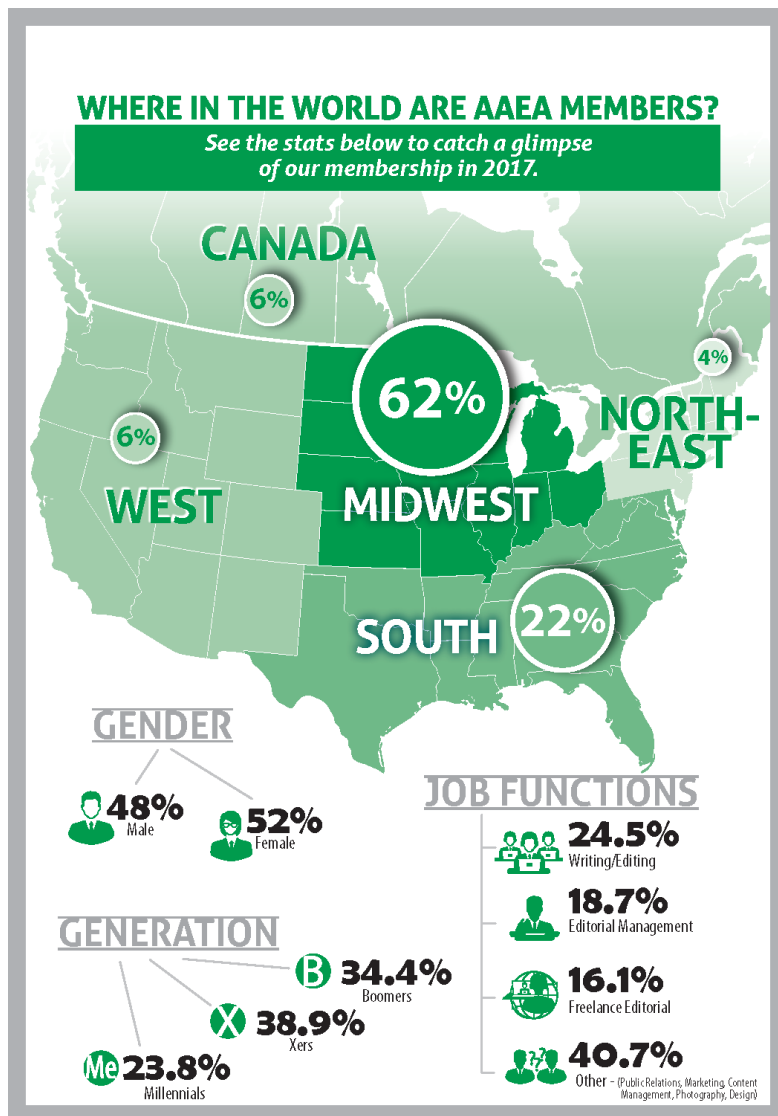 WHERE IN THE WORLD ARE AAEA MEMBERS?
See the stats below to catch a glimpse
of our membership in 2017.
CANADA
6%
62%
4%
NORTH-
EAST
6%
WEST
MIDWEST
SOUTH
22%
GENDER
48%
Male
52%
Female
GENERATION
B 34.4%
Boomers
X 38.9%
Xers
Me 23.8%
Millennials
JOB FUNCTIONS
24.5%
Writing/Editing
18.7%
Editorial Management
16.1%
Freelance Editorial
???
40.7%
Other - (Public Relations, Marketing, Content
Management, Photography, Design)